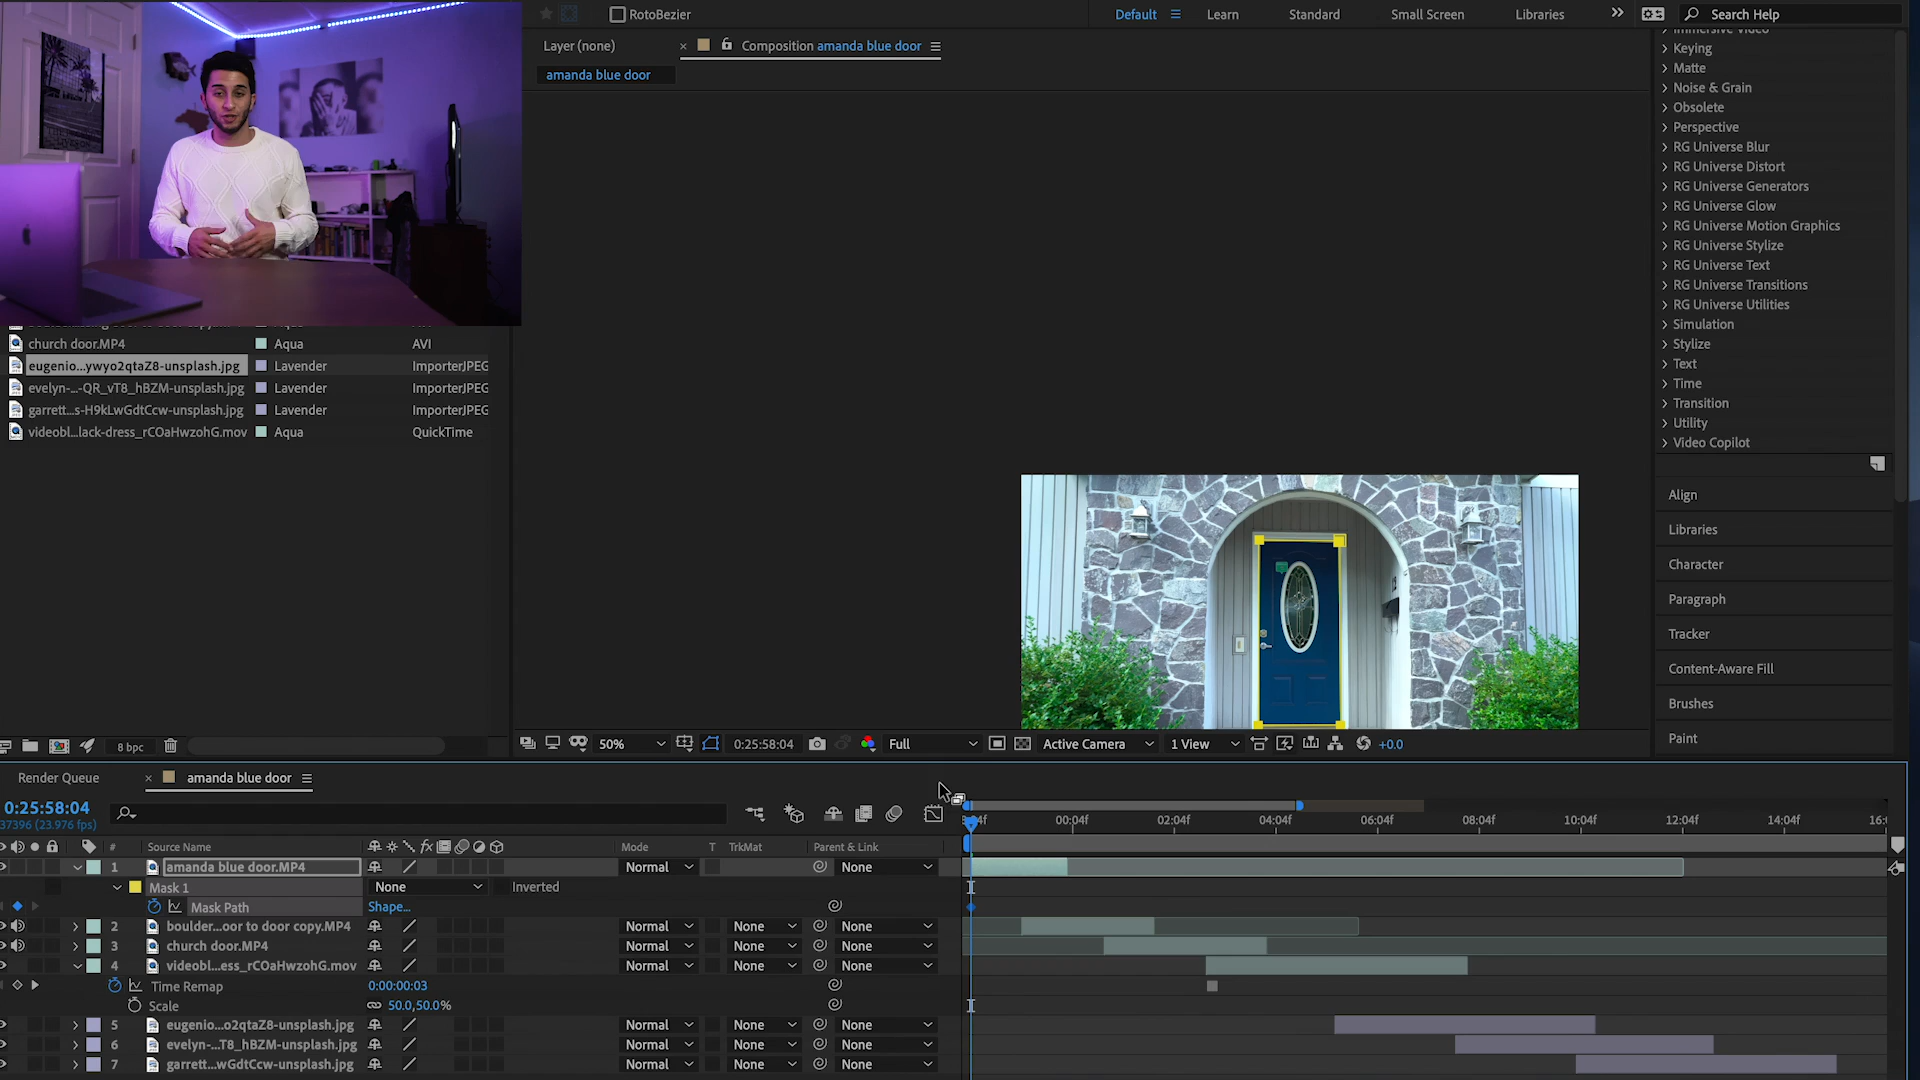 RotoBezier
Default
Learn
Standard
Small Screen
Libraries
Search Help
Layer (none)
Composition amanda blue door
amanda blue door
Immersive Video
Keying
Matte
Noise & Grain
Obsolete
Perspective
RG Universe Blur
RG Universe Distort
RG Universe Generators
RG Universe Glow
RG Universe Motion Graphics
RG Universe Stylize
RG Universe Text
RG Universe Transitions
RG Universe Utilities
Simulation
Stylize
Text
Time
Transition
Utility
Video Copilot
Align
Libraries
Character
Paragraph
Tracker
Content-Aware Fill
Brushes
Paint
church door.MP4 Aqua AVI
eugenio...ywyo2qtaZ8-unsplash.jpg Lavender ImporterJPEG
evelyn-...-QR_vT8_hBZM-unsplash.jpg Lavender ImporterJPEG
garrett...s-H9kLwGdtCcw-unsplash.jpg Lavender ImporterJPEG
videobl...lack-dress_rCOaHwzohG.mov Aqua QuickTime
8 bpc
50% 0:25:58:04 Full Active Camera 1 View +0.0
Render Queue
amanda blue door
0:25:58:04
37396 (23.976 fps)
00:04f 02:04f 04:04f 06:04f 08:04f 10:04f 12:04f 14:04f 16:
# Source Name Mode T TrkMat Parent & Link
1 amanda blue door.MP4 Normal None
Mask 1 None Inverted
Mask Path Shape...
2 boulder...oor to door copy.MP4 Normal None None
3 church door.MP4 Normal None None
4 videobl...ess_rCOaHwzohG.mov Normal None None
Time Remap 0:00:00:03
Scale 50.0,50.0%
5 eugenio...o2qtaZ8-unsplash.jpg Normal None None
6 evelyn-...T8_hBZM-unsplash.jpg Normal None None
7 garrett...wGdtCcw-unsplash.jpg Normal None None